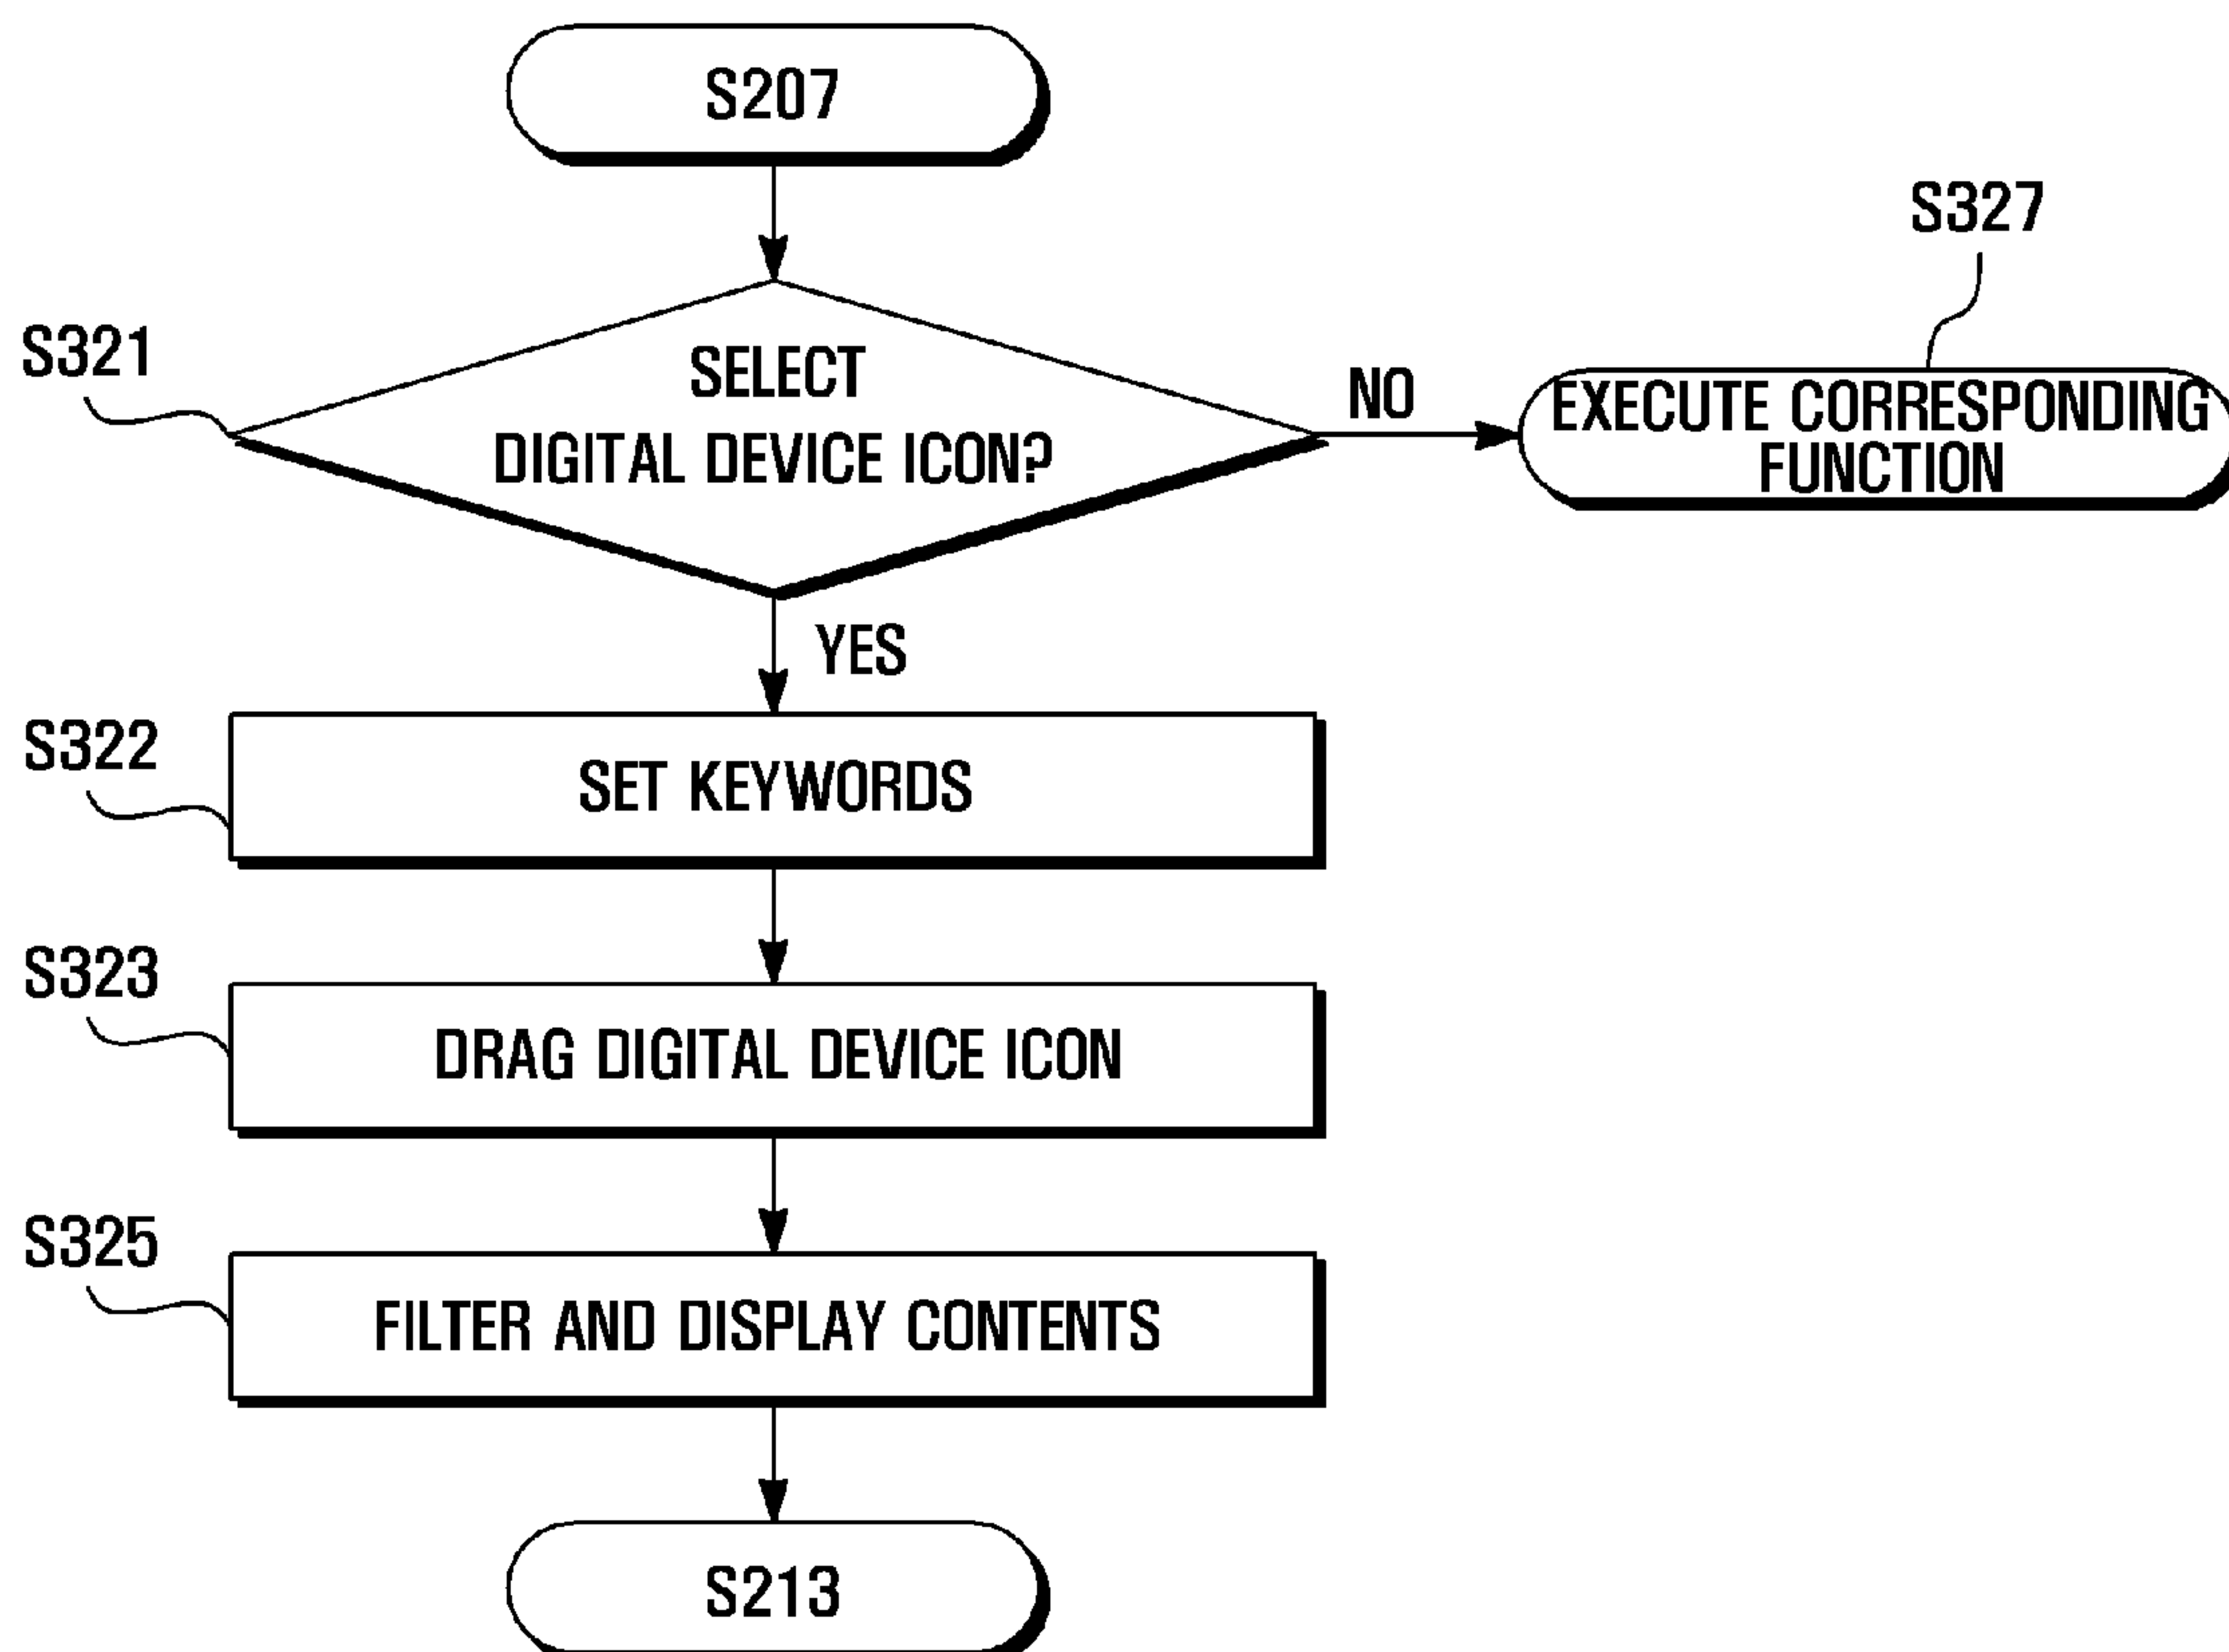 S207
S327
S321
SELECT
DIGITAL DEVICE ICON?
NO
EXECUTE CORRESPONDING
FUNCTION
YES
S322
SET KEYWORDS
S323
DRAG DIGITAL DEVICE ICON
S325
FILTER AND DISPLAY CONTENTS
S213